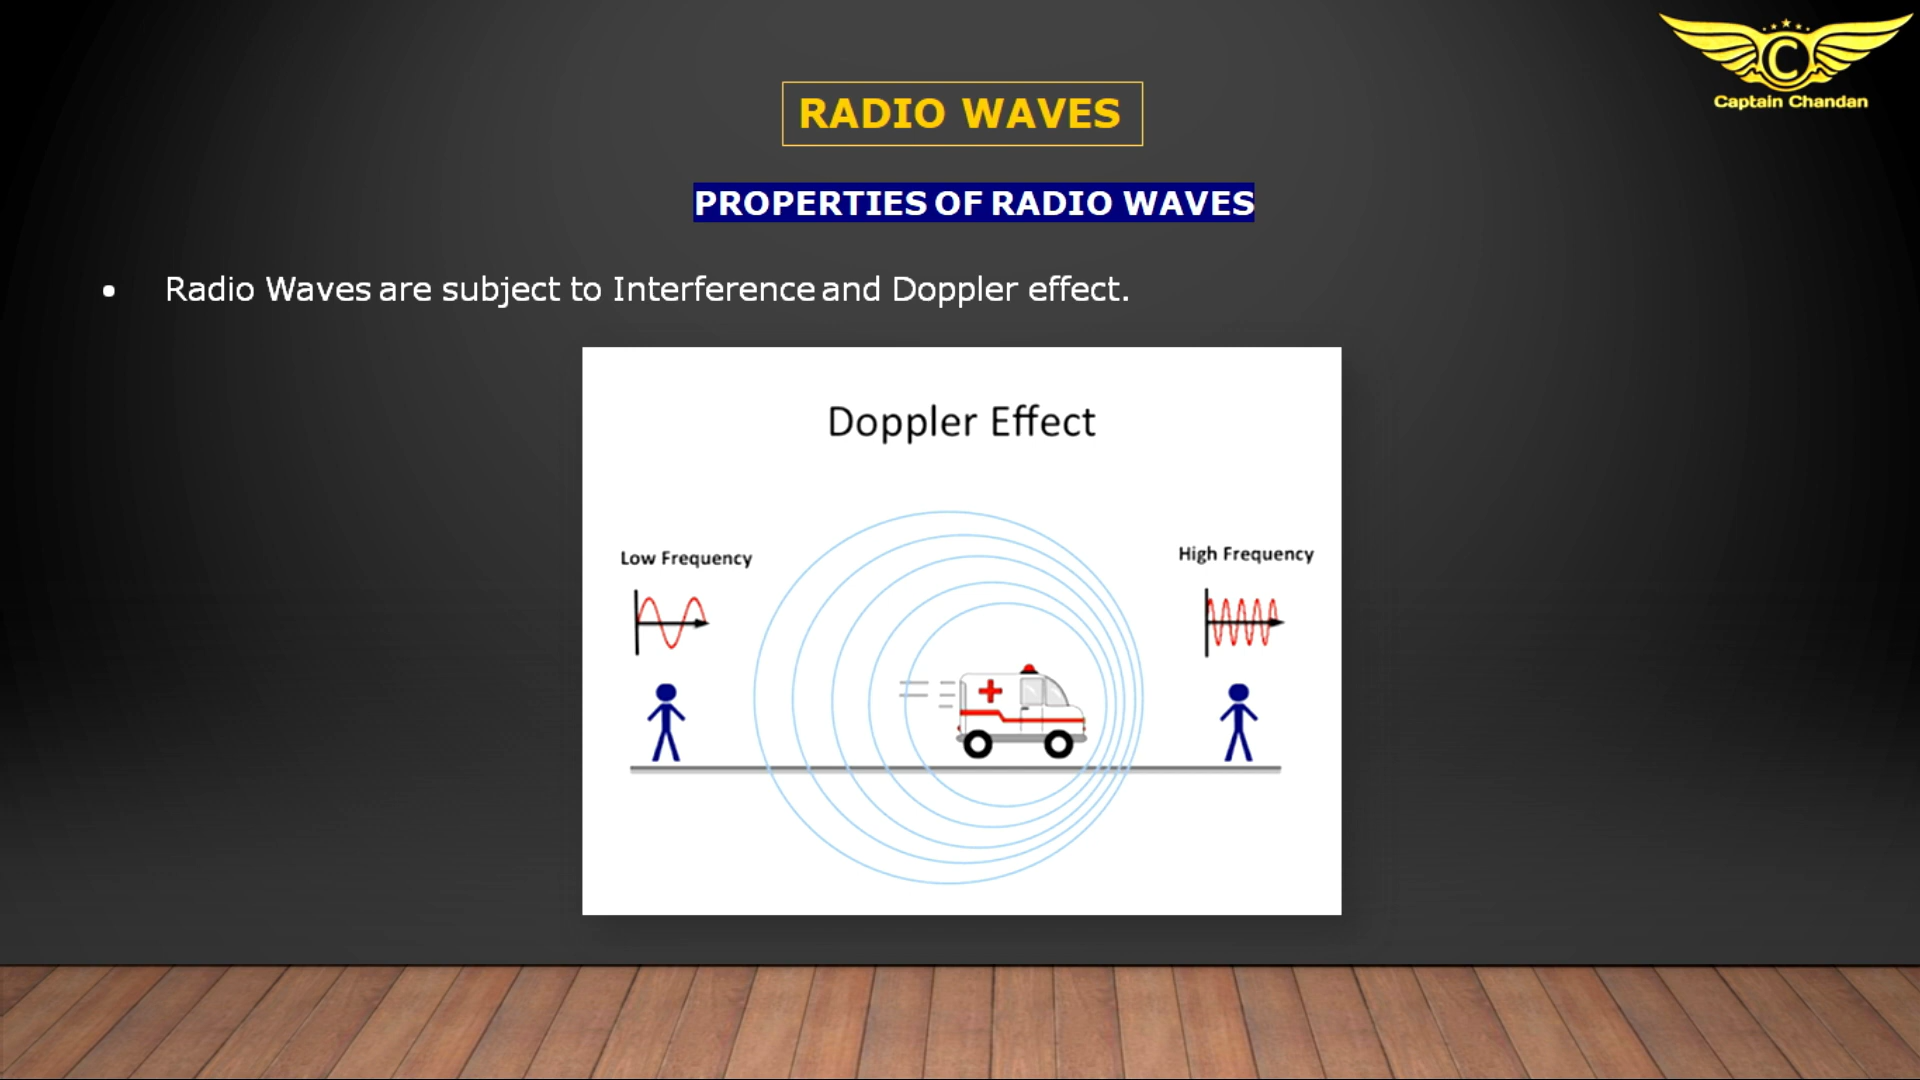 C
Captain Chandan
RADIO WAVES
PROPERTIES OF RADIO WAVES
• Radio Waves are subject to Interference and Doppler effect.
Doppler Effect
Low Frequency
High Frequency